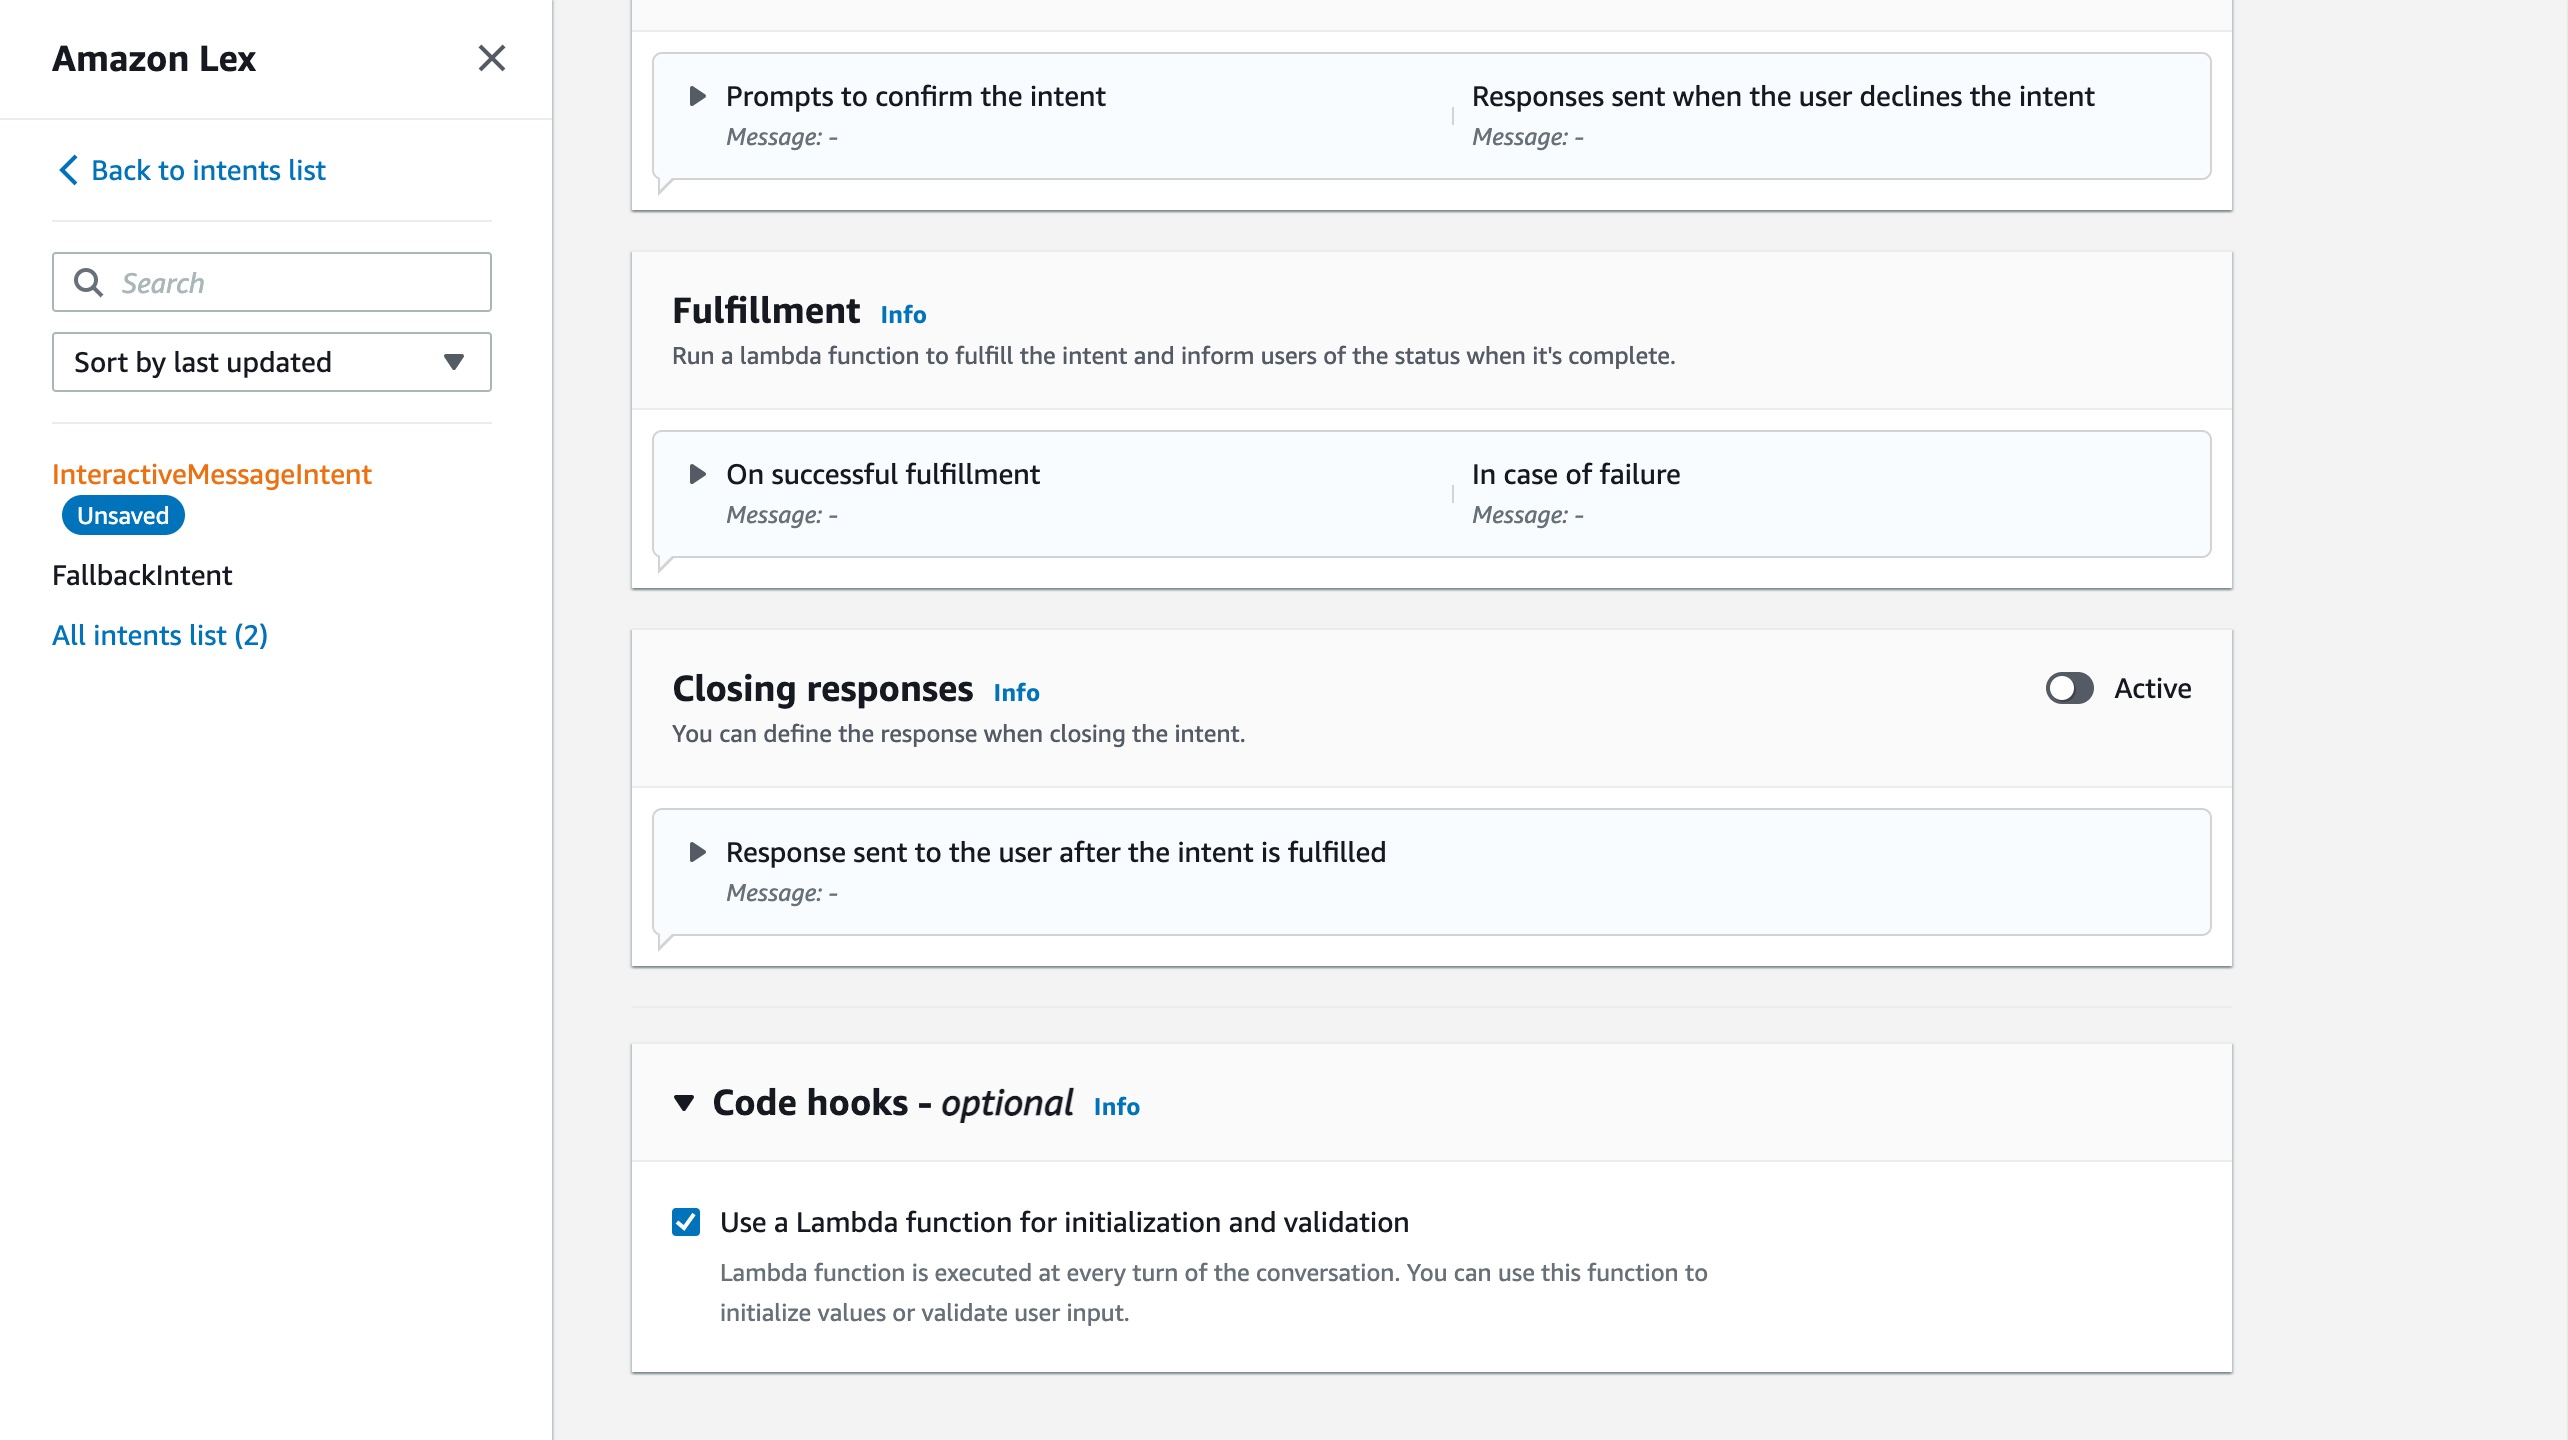 Amazon Lex
Back to intents list
Search
Sort by last updated
InteractiveMessageIntent
Unsaved
FallbackIntent
All intents list (2)
Prompts to confirm the intent
Message: -
Responses sent when the user declines the intent
Message: -
Fulfillment Info
Run a lambda function to fulfill the intent and inform users of the status when it's complete.
On successful fulfillment
Message: -
In case of failure
Message: -
Closing responses Info
Active
You can define the response when closing the intent.
Response sent to the user after the intent is fulfilled
Message: -
Code hooks - optional Info
Use a Lambda function for initialization and validation
Lambda function is executed at every turn of the conversation. You can use this function to
initialize values or validate user input.